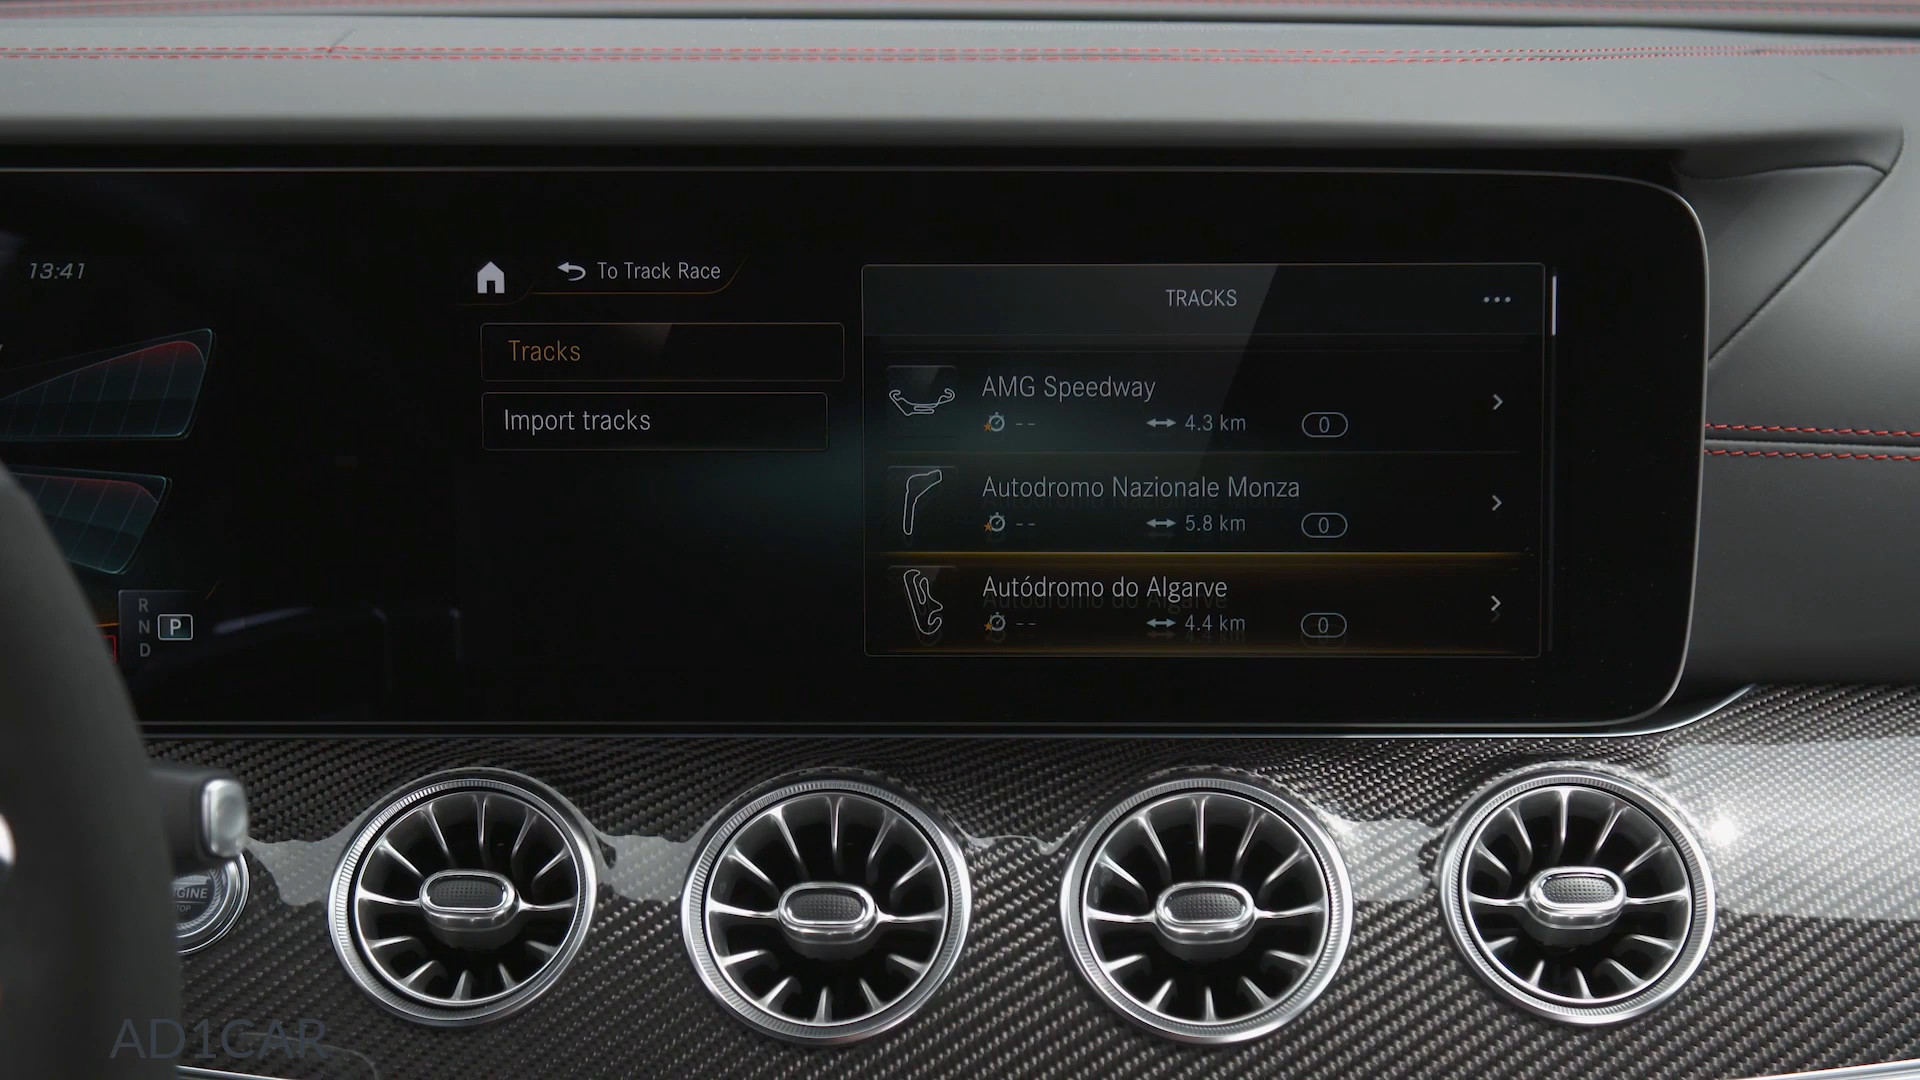 13:41
To Track Race
TRACKS
Tracks
Import tracks
AMG Speedway
-- 4.3 km 0
Autodromo Nazionale Monza
-- 5.8 km 0
Autódromo do Algarve
-- 4.4 km 0
R
N P
D
AD1CAR